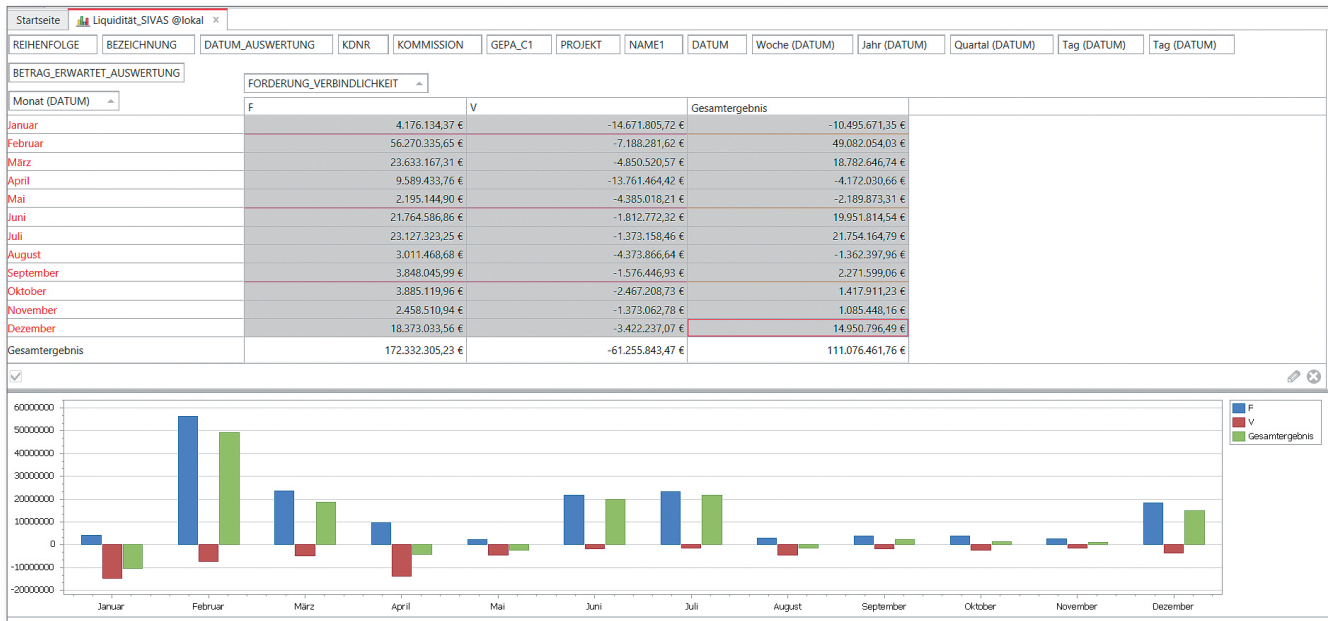 Startseite Liquidität_SIVAS @lokal ×
REIHENFOLGE BEZEICHNUNG DATUM_AUSWERTUNG KDNR KOMMISSION GEPA_C1 PROJEKT NAME1 DATUM Woche (DATUM) Jahr (DATUM) Quartal (DATUM) Tag (DATUM) Tag (DATUM)
BETRAG_ERWARTET_AUSWERTUNG
FORDERUNG_VERBINDLICHKEIT
Monat (DATUM)
F V Gesamtergebnis
Januar 4.176.134,37 € -14.671.805,72 € -10.495.671,35 €
Februar 56.270.335,65 € -7.188.281,62 € 49.082.054,03 €
März 23.633.167,31 € -4.850.520,57 € 18.782.646,74 €
April 9.589.433,76 € -13.761.464,42 € -4.172.030,66 €
Mai 2.195.144,90 € -4.385.018,21 € -2.189.873,31 €
Juni 21.764.586,86 € -1.812.772,32 € 19.951.814,54 €
Juli 23.127.323,25 € -1.373.158,46 € 21.754.164,79 €
August 3.011.468,68 € -4.373.866,64 € -1.362.397,96 €
September 3.848.045,99 € -1.576.446,93 € 2.271.599,06 €
Oktober 3.885.119,96 € -2.467.208,73 € 1.417.911,23 €
November 2.458.510,94 € -1.373.062,78 € 1.085.448,16 €
Dezember 18.373.033,56 € -3.422.237,07 € 14.950.796,49 €
Gesamtergebnis 172.332.305,23 € -61.255.843,47 € 111.076.461,76 €
60000000
50000000
40000000
30000000
20000000
10000000
0
-10000000
-20000000
Januar Februar März April Mai Juni Juli August September Oktober November Dezember
F
V
Gesamtergebnis